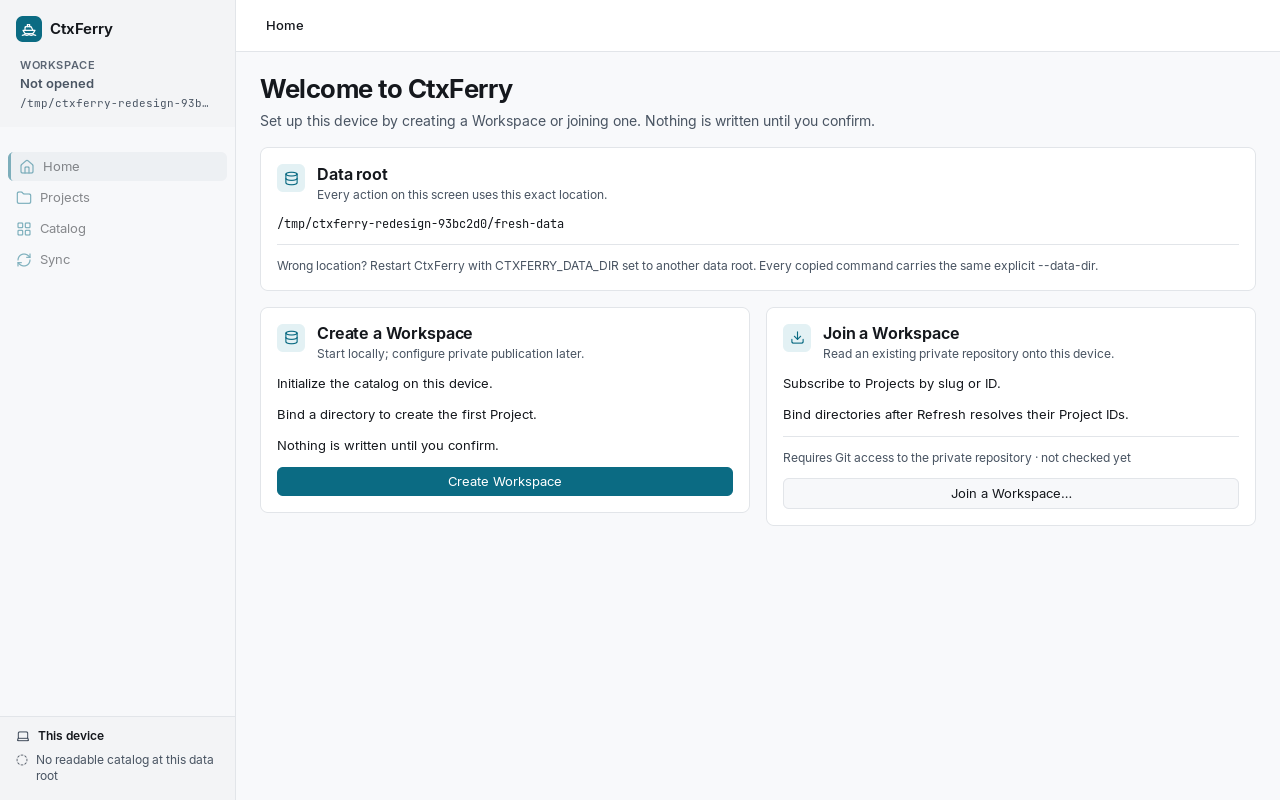 CtxFerry
WORKSPACE
Not opened
/tmp/ctxferry-redesign-93b…
Home
Projects
Catalog
Sync
This device
No readable catalog at this data
root
Home
Welcome to CtxFerry
Set up this device by creating a Workspace or joining one. Nothing is written until you confirm.
Data root
Every action on this screen uses this exact location.
/tmp/ctxferry-redesign-93bc2d0/fresh-data
Wrong location? Restart CtxFerry with CTXFERRY_DATA_DIR set to another data root. Every copied command carries the same explicit --data-dir.
Create a Workspace
Start locally; configure private publication later.
Initialize the catalog on this device.
Bind a directory to create the first Project.
Nothing is written until you confirm.
Create Workspace
Join a Workspace
Read an existing private repository onto this device.
Subscribe to Projects by slug or ID.
Bind directories after Refresh resolves their Project IDs.
Requires Git access to the private repository · not checked yet
Join a Workspace...